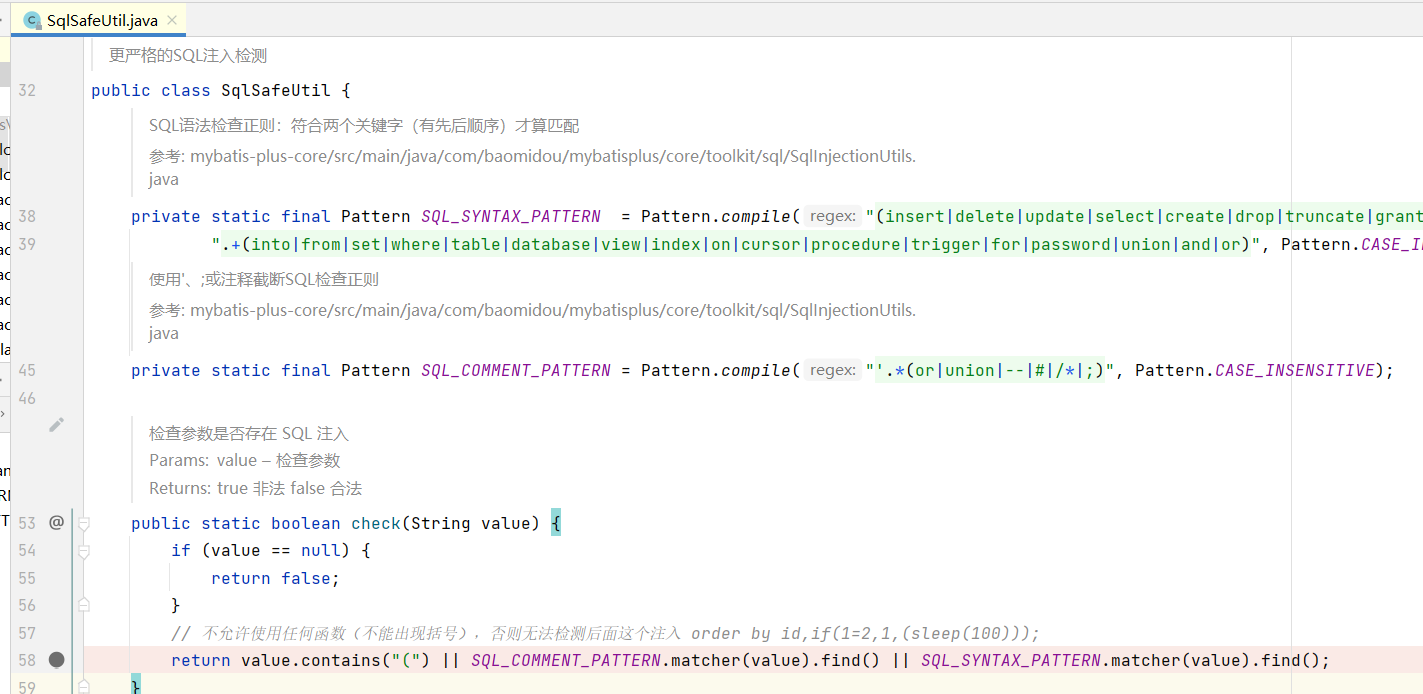 SqlSafeUtil.java
更严格的SQL注入检测
32 public class SqlSafeUtil {
SQL语法检查正则：符合两个关键字（有先后顺序）才算匹配
参考: mybatis-plus-core/src/main/java/com/baomidou/mybatisplus/core/toolkit/sql/SqlInjectionUtils.
java
38 private static final Pattern SQL_SYNTAX_PATTERN = Pattern.compile( regex: "(insert|delete|update|select|create|drop|truncate|grant
39 ".+(into|from|set|where|table|database|view|index|on|cursor|procedure|trigger|for|password|union|and|or)", Pattern.CASE_I
使用'、;或注释截断SQL检查正则
参考: mybatis-plus-core/src/main/java/com/baomidou/mybatisplus/core/toolkit/sql/SqlInjectionUtils.
java
45 private static final Pattern SQL_COMMENT_PATTERN = Pattern.compile( regex: "'.*(or|union|--|#|/*|;)", Pattern.CASE_INSENSITIVE);
46
检查参数是否存在 SQL 注入
Params: value – 检查参数
Returns: true 非法 false 合法
53 @ public static boolean check(String value) {
54 if (value == null) {
55 return false;
56 }
57 // 不允许使用任何函数（不能出现括号），否则无法检测后面这个注入 order by id,if(1=2,1,(sleep(100)));
58 return value.contains("(") || SQL_COMMENT_PATTERN.matcher(value).find() || SQL_SYNTAX_PATTERN.matcher(value).find();
59 }